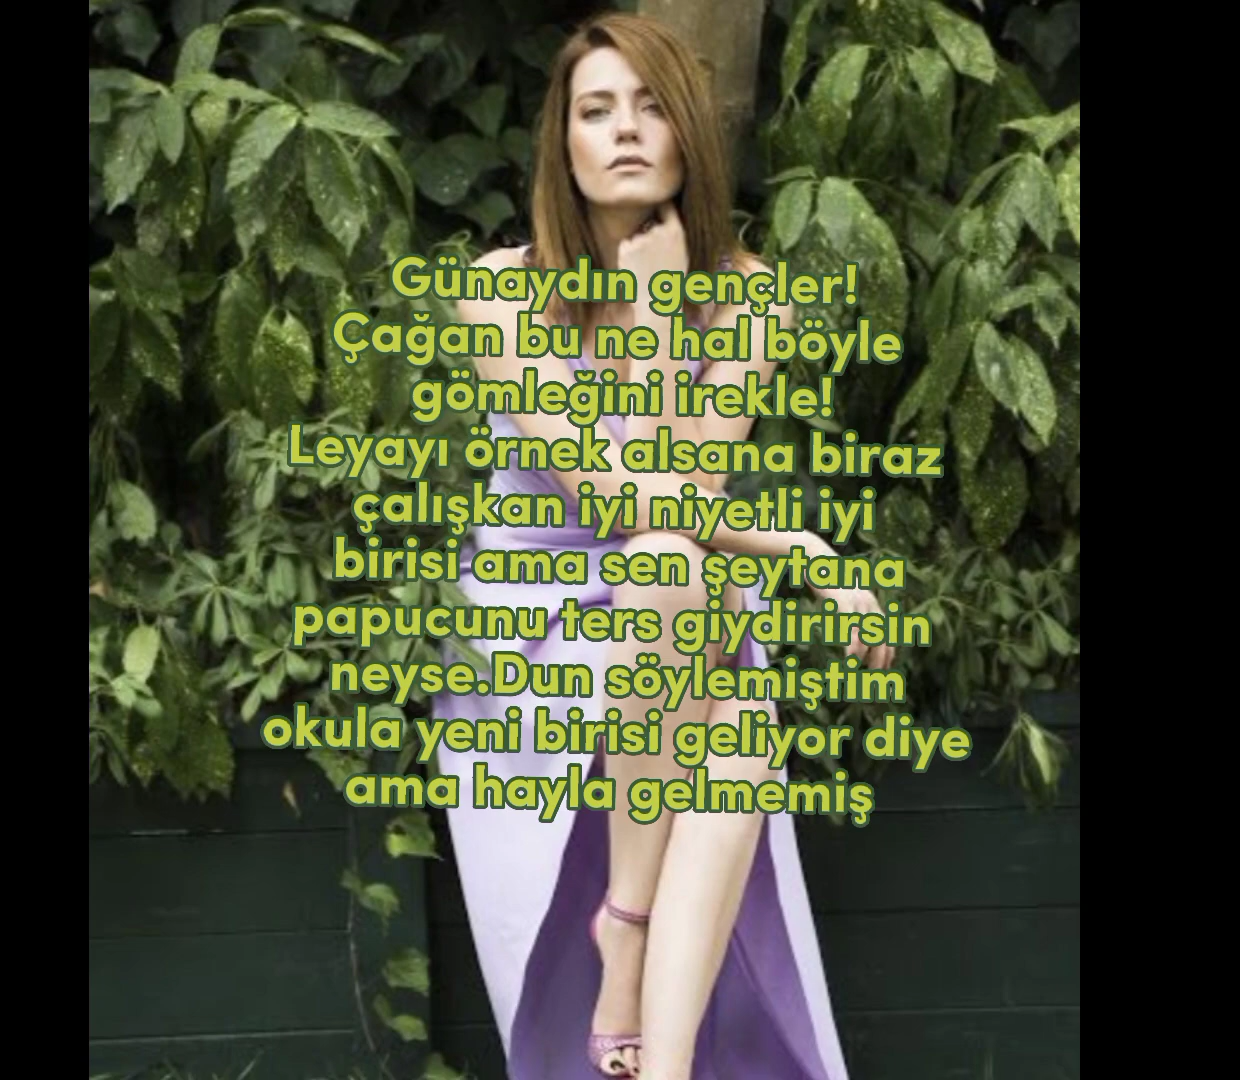 Günaydın gençler!
Çağan bu ne hal böyle
gömleğini irekle!
Leyayı örnek alsana biraz
çalışkan iyi niyetli iyi
birisi ama sen şeytana
papucunu ters giydirirsin
neyse.Dun söylemiştim
okula yeni birisi geliyor diye
ama hayla gelmemiş